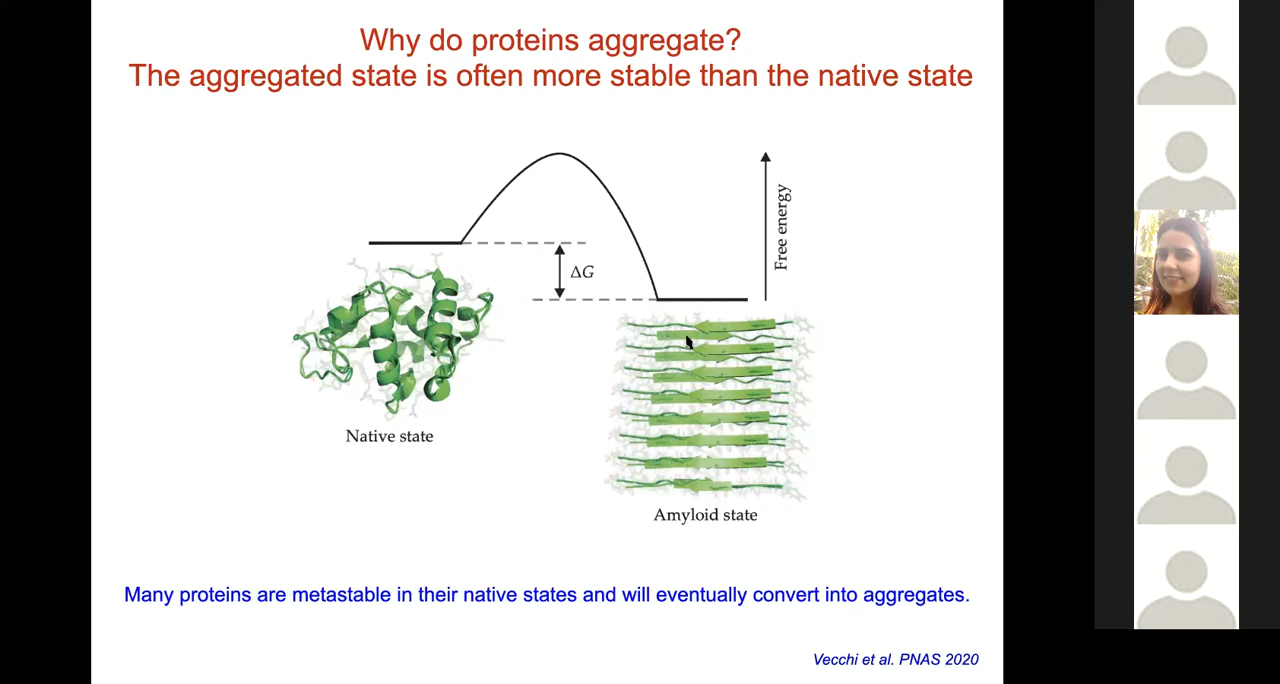 Why do proteins aggregate?
The aggregated state is often more stable than the native state
Free energy
ΔG
Native state
Amyloid state
Many proteins are metastable in their native states and will eventually convert into aggregates.
Vecchi et al. PNAS 2020